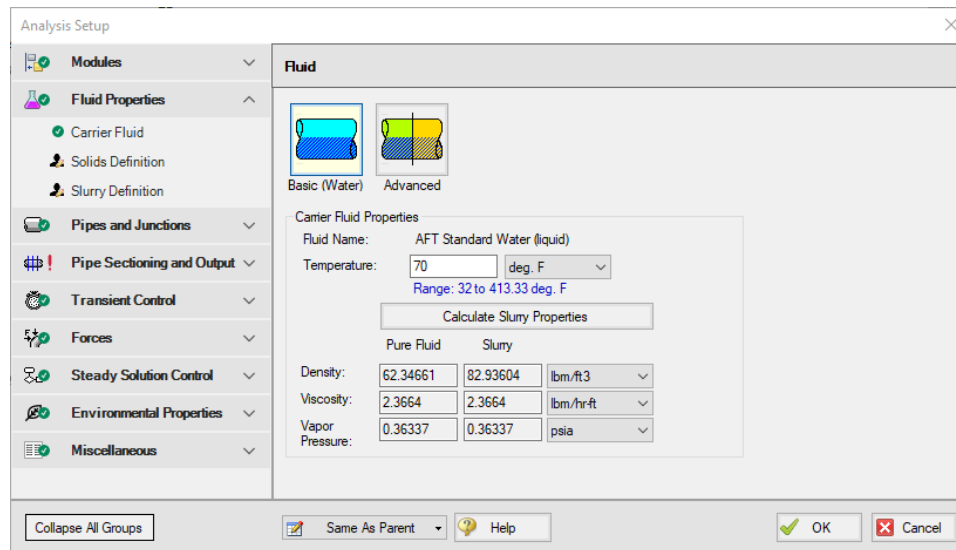 Analysis Setup
Modules
Fluid Properties
Carrier Fluid
Solids Definition
Slurry Definition
Pipes and Junctions
Pipe Sectioning and Output
Transient Control
Forces
Steady Solution Control
Environmental Properties
Miscellaneous
Collapse All Groups
Fluid
Basic (Water) Advanced
Carrier Fluid Properties
Fluid Name: AFT Standard Water (liquid)
Temperature: 70 deg. F
Range: 32 to 413.33 deg. F
Calculate Slurry Properties
Pure Fluid Slurry
Density: 62.34661 82.93604 lbm/ft3
Viscosity: 2.3664 2.3664 lbm/hr-ft
Vapor
Pressure: 0.36337 0.36337 psia
Same As Parent Help OK Cancel